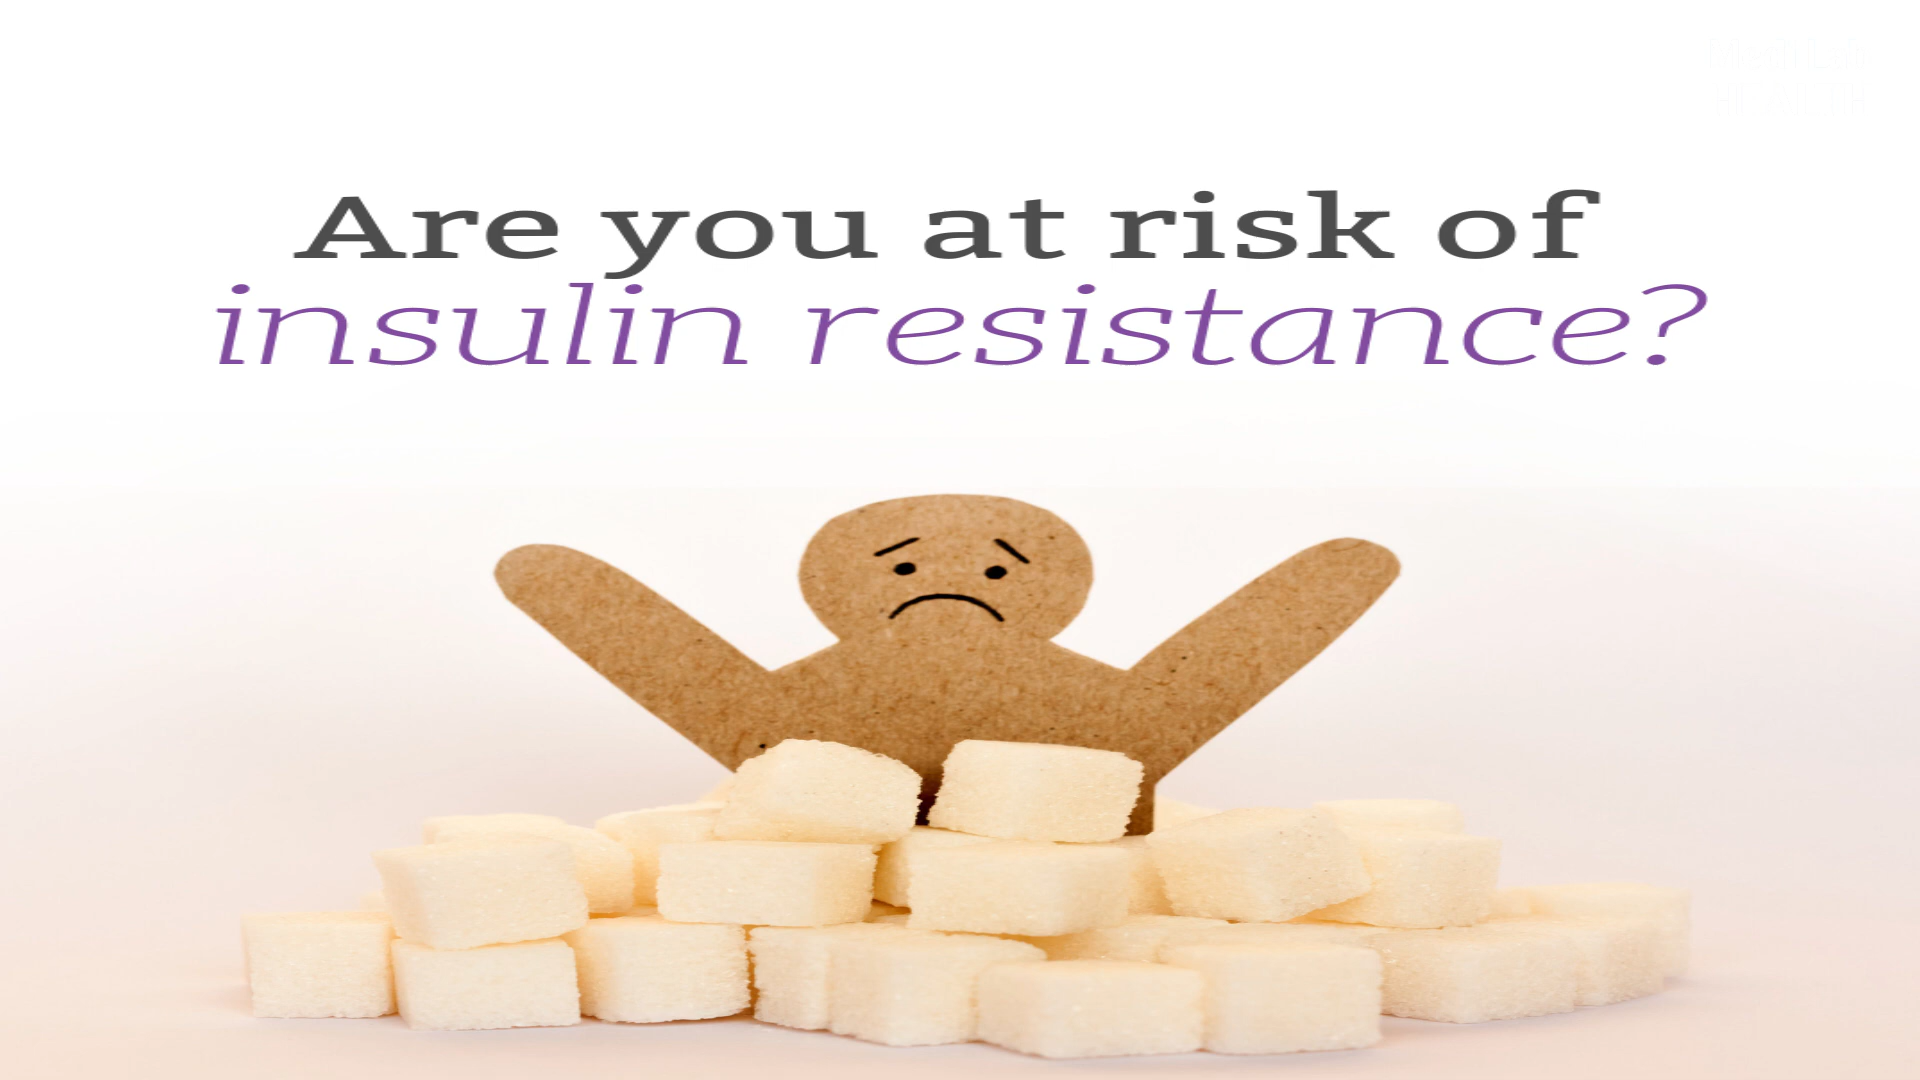 Are you at risk of
insulin resistance?